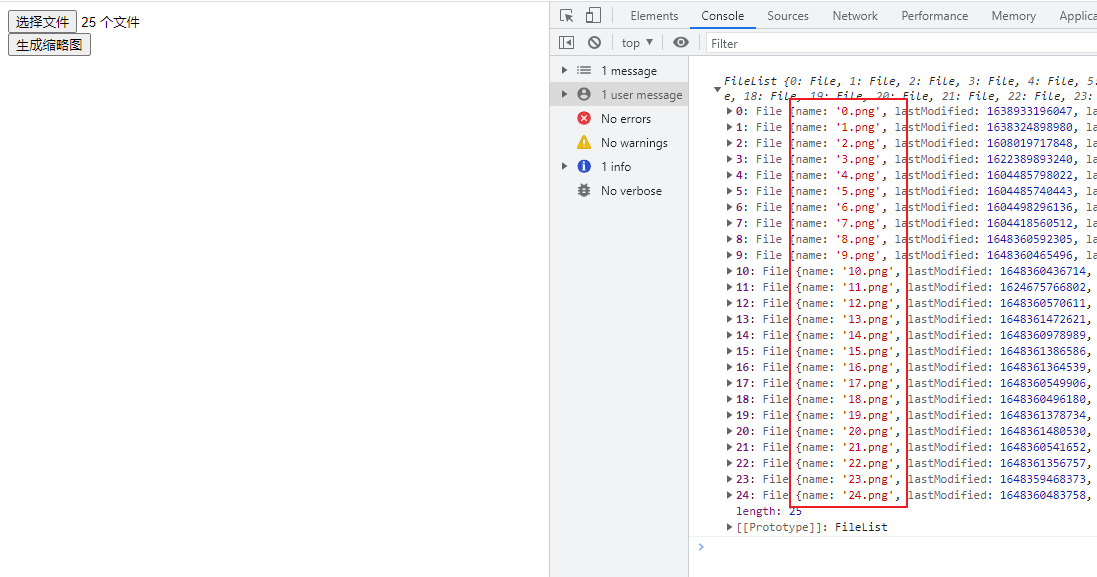 选择文件 25 个文件
生成缩略图
Elements Console Sources Network Performance Memory Applica
top Filter
1 message
1 user message
No errors
No warnings
1 info
No verbose
FileList {0: File, 1: File, 2: File, 3: File, 4: File, 5:
e, 18: File, 19: File, 20: File, 21: File, 22: File, 23:
0: File {name: '0.png', lastModified: 1638933196047, la
1: File {name: '1.png', lastModified: 1638324898980, la
2: File {name: '2.png', lastModified: 1608019717848, la
3: File {name: '3.png', lastModified: 1622389893240, la
4: File {name: '4.png', lastModified: 1604485798022, la
5: File {name: '5.png', lastModified: 1604485740443, la
6: File {name: '6.png', lastModified: 1604498296136, la
7: File {name: '7.png', lastModified: 1604418560512, la
8: File {name: '8.png', lastModified: 1648360592305, la
9: File {name: '9.png', lastModified: 1648360465496, la
10: File {name: '10.png', lastModified: 1648360436714,
11: File {name: '11.png', lastModified: 1624675766802,
12: File {name: '12.png', lastModified: 1648360570611,
13: File {name: '13.png', lastModified: 1648361472621,
14: File {name: '14.png', lastModified: 1648360978989,
15: File {name: '15.png', lastModified: 1648361386586,
16: File {name: '16.png', lastModified: 1648361364539,
17: File {name: '17.png', lastModified: 1648360549906,
18: File {name: '18.png', lastModified: 1648360496180,
19: File {name: '19.png', lastModified: 1648361378734,
20: File {name: '20.png', lastModified: 1648361480530,
21: File {name: '21.png', lastModified: 1648360541652,
22: File {name: '22.png', lastModified: 1648361356757,
23: File {name: '23.png', lastModified: 1648359468373,
24: File {name: '24.png', lastModified: 1648360483758,
length: 25
[[Prototype]]: FileList